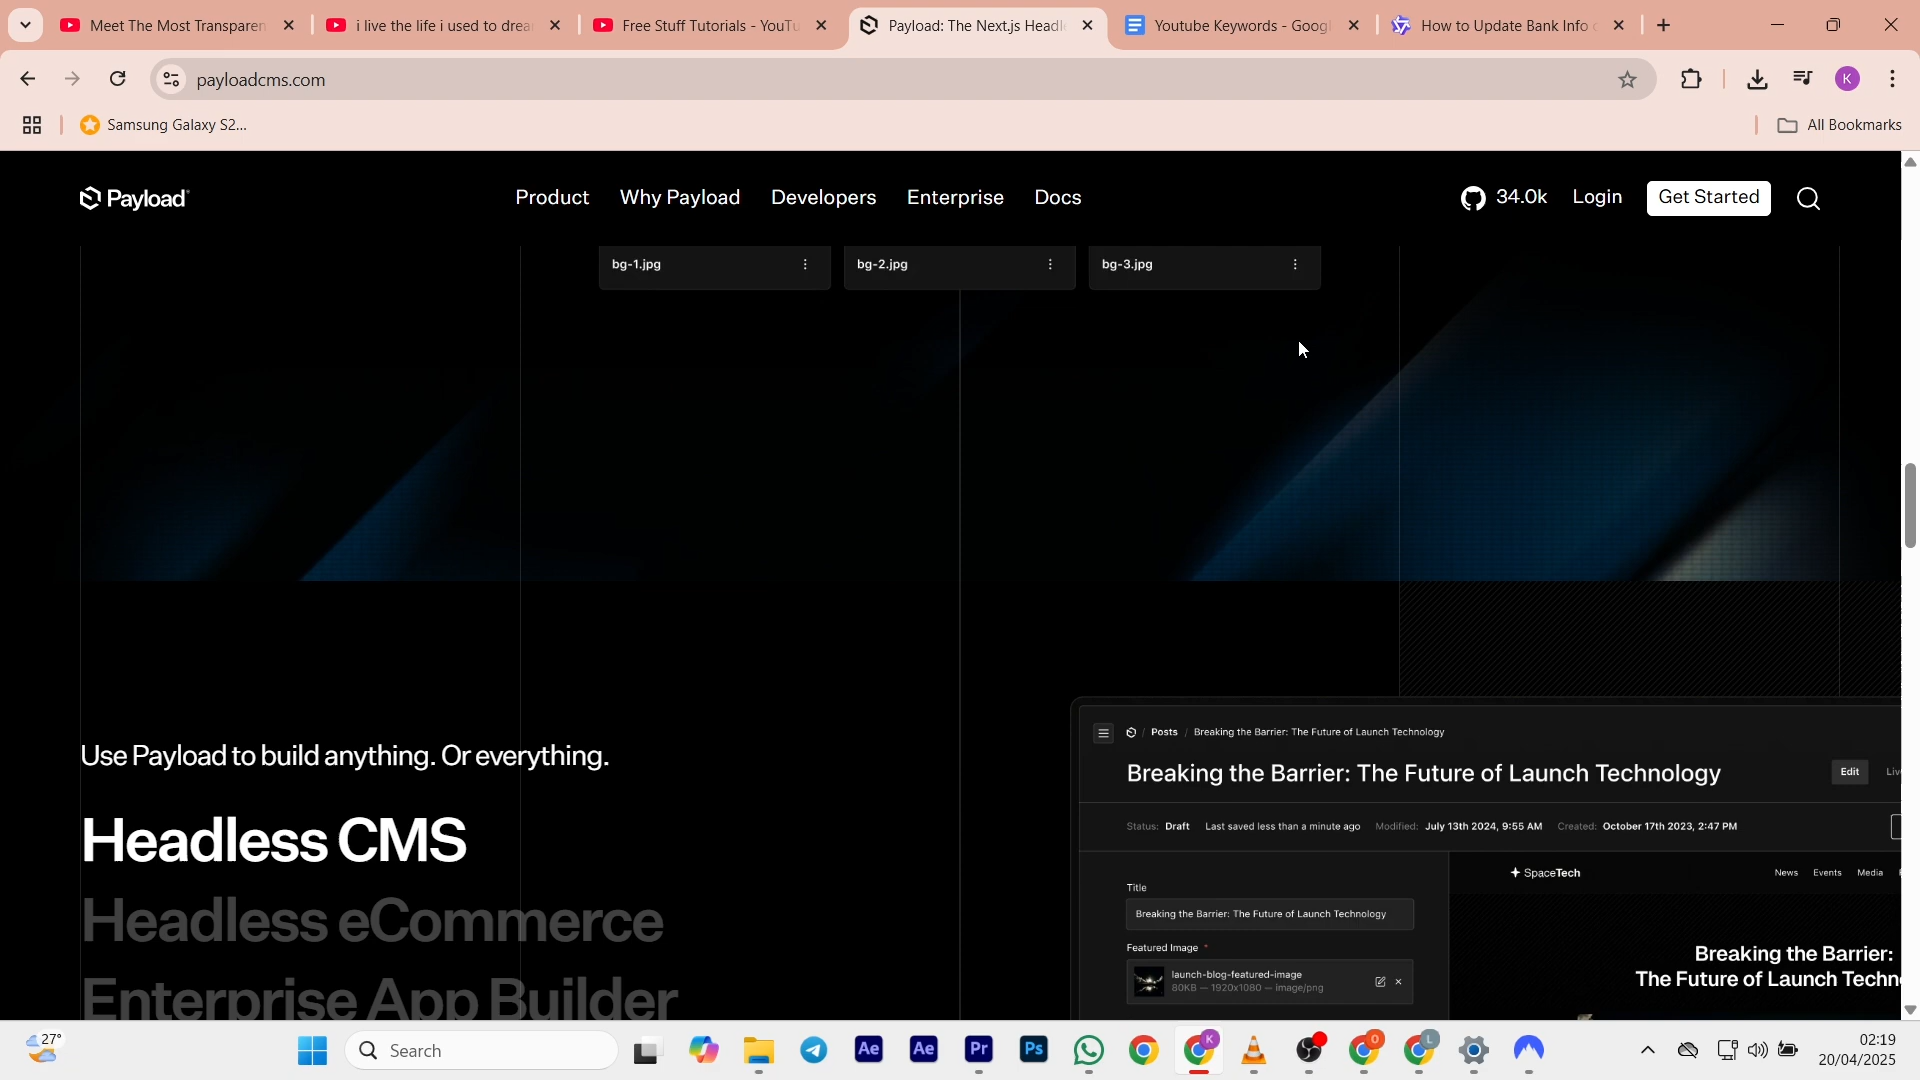 Meet The Most Transparen
i live the life i used to drea
Free Stuff Tutorials - YouTu
Payload: The Next.js Headle
Youtube Keywords - Googl
How to Update Bank Info o
payloadcms.com
K
Samsung Galaxy S2...
All Bookmarks
Payload
Product
Why Payload
Developers
Enterprise
Docs
34.0k
Login
Get Started
bg-1.jpg
bg-2.jpg
bg-3.jpg
Use Payload to build anything. Or everything.
Headless CMS
Headless eCommerce
Enterprise App Builder
/ Posts / Breaking the Barrier: The Future of Launch Technology
Breaking the Barrier: The Future of Launch Technology
Edit
Liv
Status: Draft Last saved less than a minute ago Modified: July 13th 2024, 9:55 AM Created: October 17th 2023, 2:47 PM
SpaceTech
News Events Media
Title
Breaking the Barrier: The Future of Launch Technology
Featured Image *
launch-blog-featured-image
80KB — 1920x1080 — image/png
Breaking the Barrier:
The Future of Launch Techn
27°
Search
Ae
Ae
Pr
Ps
K
O
L
02:19
20/04/2025